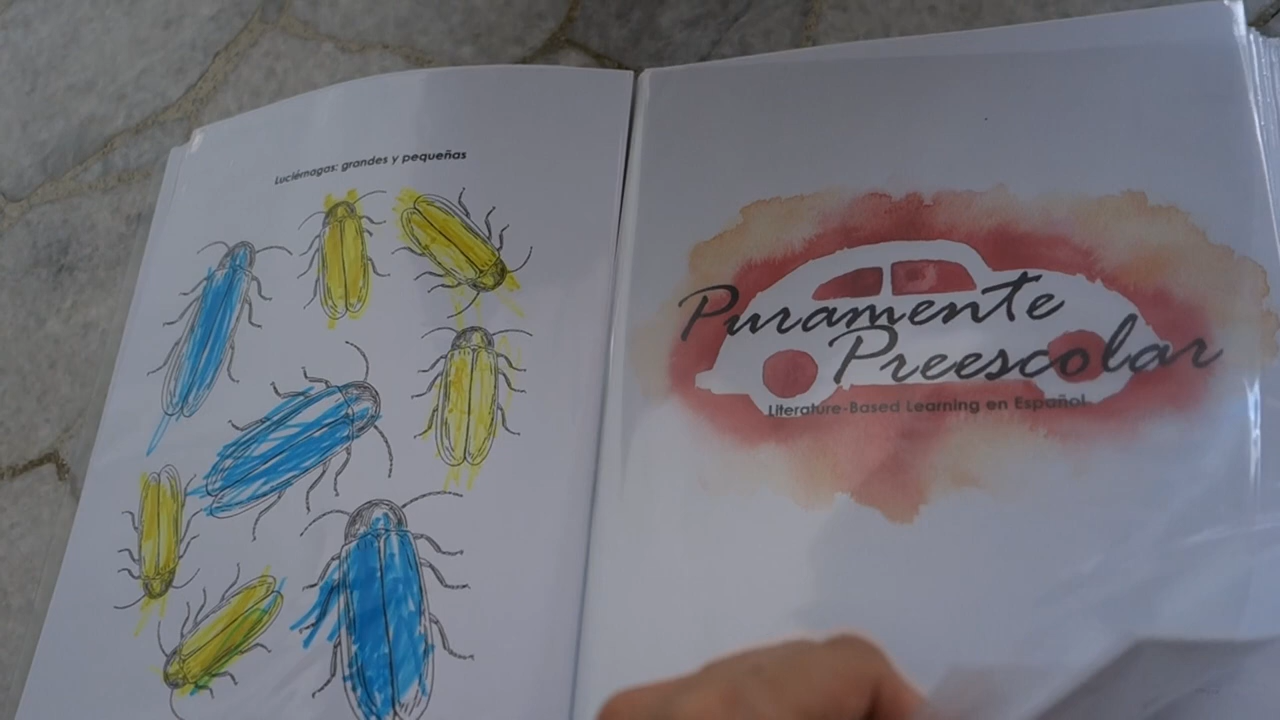 Luciérnagas: grandes y pequeñas
Puramente
Preescolar
Literature-Based Learning en Español